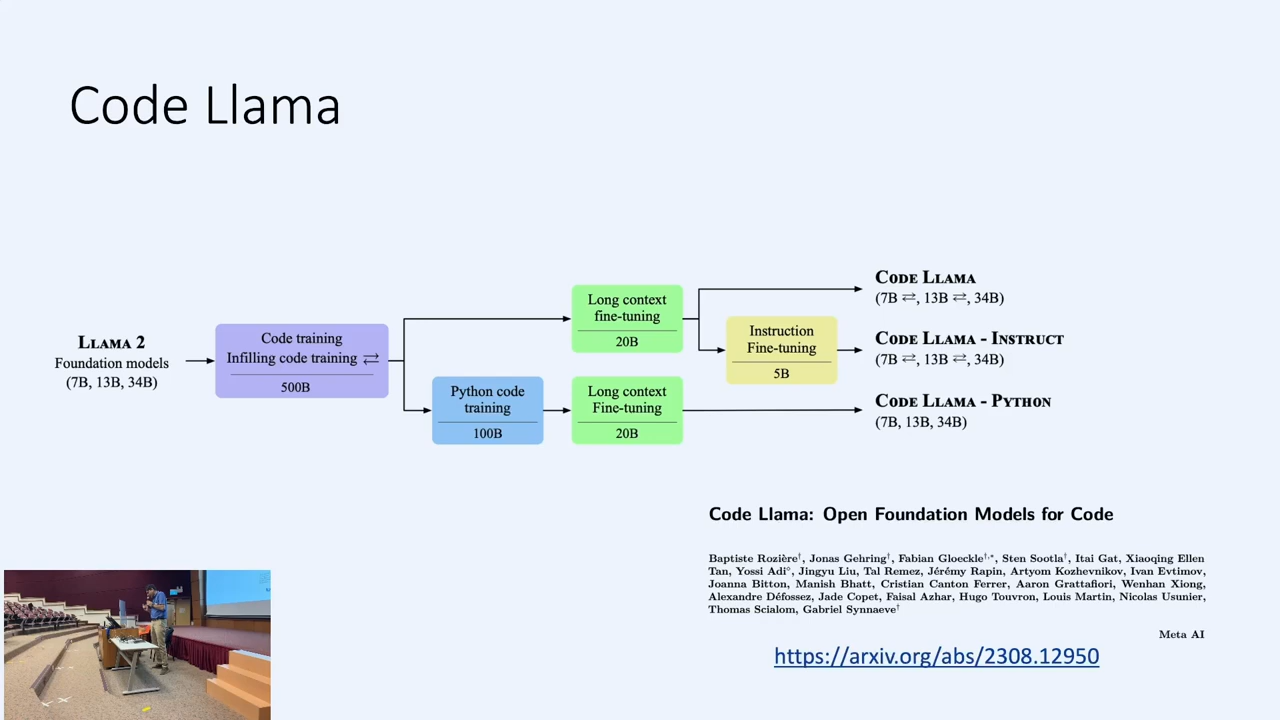 Code Llama
LLAMA 2
Foundation models
(7B, 13B, 34B)
Code training
Infilling code training ⇄
500B
Python code
training
100B
Long context
fine-tuning
20B
Long context
Fine-tuning
20B
Instruction
Fine-tuning
5B
CODE LLAMA
(7B ⇄, 13B ⇄, 34B)
CODE LLAMA - INSTRUCT
(7B ⇄, 13B ⇄, 34B)
CODE LLAMA - PYTHON
(7B, 13B, 34B)
Code Llama: Open Foundation Models for Code
Baptiste Rozière†, Jonas Gehring†, Fabian Gloeckle†,*, Sten Sootla†, Itai Gat, Xiaoqing Ellen
Tan, Yossi Adi◇, Jingyu Liu, Tal Remez, Jérémy Rapin, Artyom Kozhevnikov, Ivan Evtimov,
Joanna Bitton, Manish Bhatt, Cristian Canton Ferrer, Aaron Grattafiori, Wenhan Xiong,
Alexandre Défossez, Jade Copet, Faisal Azhar, Hugo Touvron, Louis Martin, Nicolas Usunier,
Thomas Scialom, Gabriel Synnaeve†
Meta AI
https://arxiv.org/abs/2308.12950